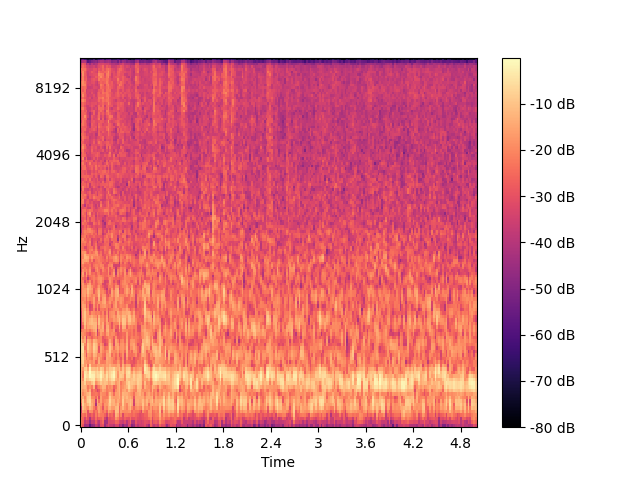 8192
4096
2048
1024
512
0
Hz
0 0.6 1.2 1.8 2.4 3 3.6 4.2 4.8
Time
-10 dB
-20 dB
-30 dB
-40 dB
-50 dB
-60 dB
-70 dB
-80 dB